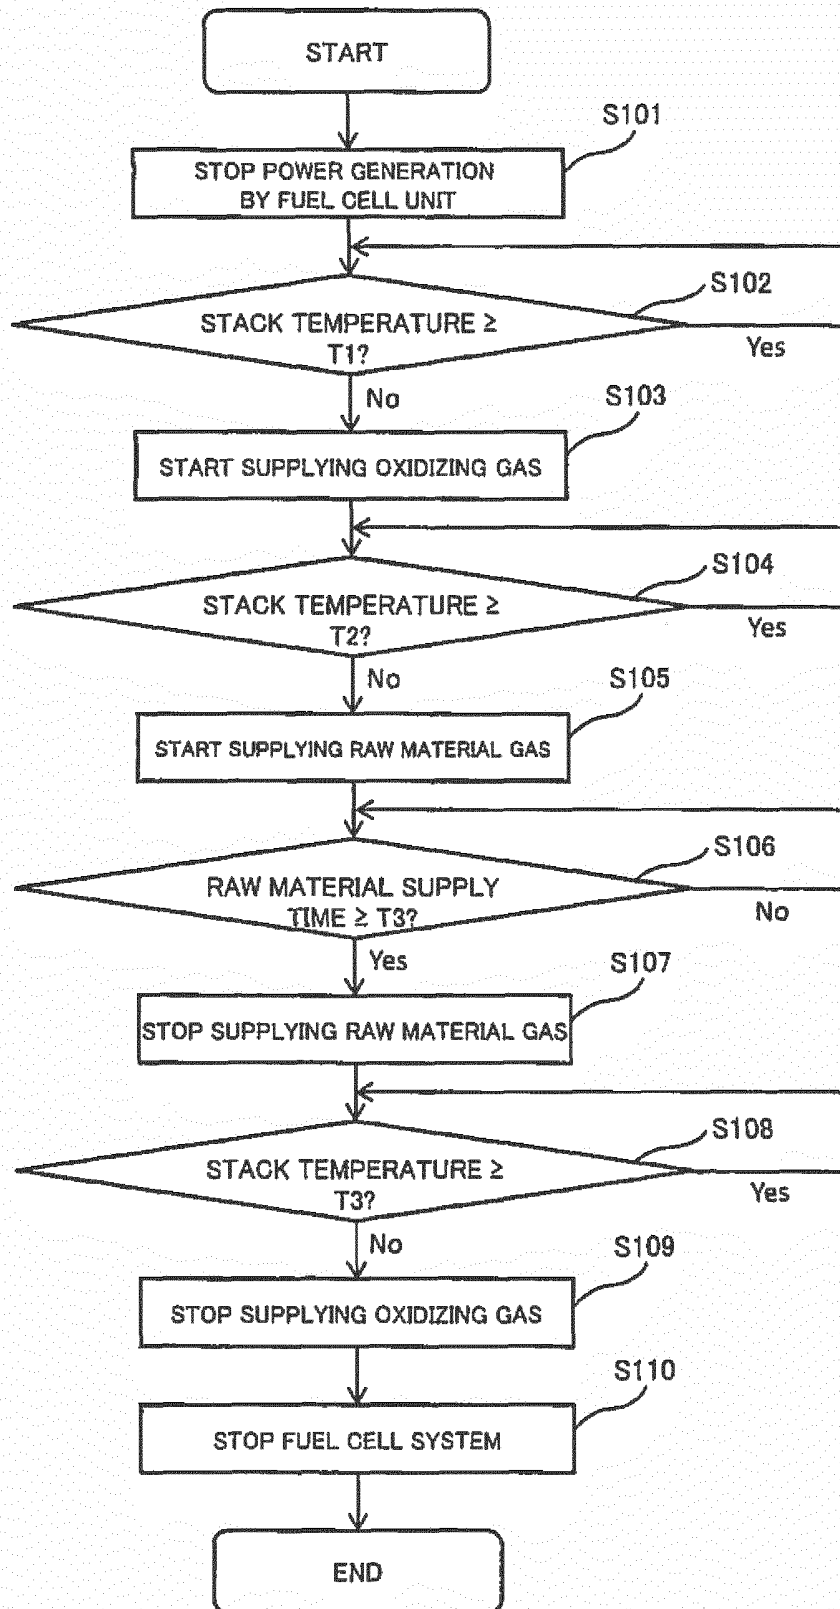 START
S101
STOP POWER GENERATION
BY FUEL CELL UNIT
S102
STACK TEMPERATURE ≥
T1?
Yes
No
S103
START SUPPLYING OXIDIZING GAS
S104
STACK TEMPERATURE ≥
T2?
Yes
No
S105
START SUPPLYING RAW MATERIAL GAS
S106
RAW MATERIAL SUPPLY
TIME ≥ T3?
No
Yes
S107
STOP SUPPLYING RAW MATERIAL GAS
S108
STACK TEMPERATURE ≥
T3?
Yes
No
S109
STOP SUPPLYING OXIDIZING GAS
S110
STOP FUEL CELL SYSTEM
END